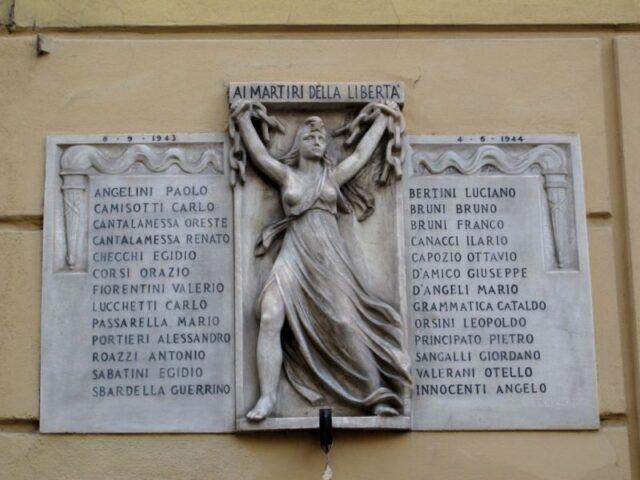 AI MARTIRI DELLA LIBERTA'
8-9-1943
ANGELINI PAOLO
CAMISOTTI CARLO
CANTALAMESSA ORESTE
CANTALAMESSA RENATO
CHECCHI EGIDIO
CORSI ORAZIO
FIORENTINI VALERIO
LUCCHETTI CARLO
PASSARELLA MARIO
PORTIERI ALESSANDRO
ROAZZI ANTONIO
SABATINI EGIDIO
SBARDELLA GUERRINO
4-6-1944
BERTINI LUCIANO
BRUNI BRUNO
BRUNI FRANCO
CANACCI ILARIO
CAPOZIO OTTAVIO
D'AMICO GIUSEPPE
D'ANGELI MARIO
GRAMMATICA CATALDO
ORSINI LEOPOLDO
PRINCIPATO PIETRO
SANGALLI GIORDANO
VALERANI OTELLO
INNOCENTI ANGELO